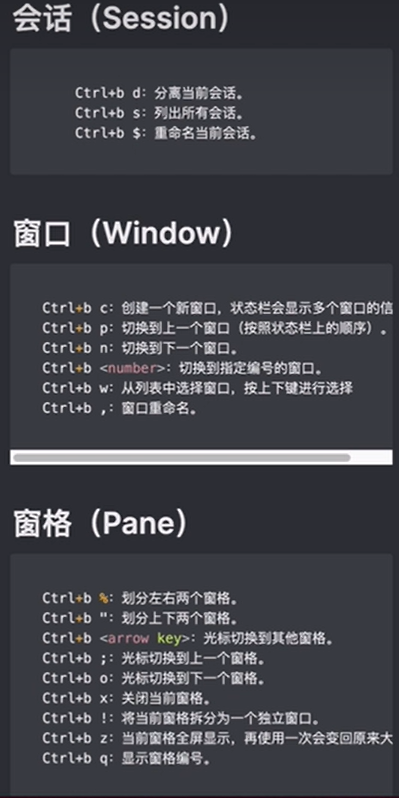 会话（Session）
Ctrl+b d：分离当前会话。
Ctrl+b s：列出所有会话。
Ctrl+b $：重命名当前会话。
窗口（Window）
Ctrl+b c：创建一个新窗口，状态栏会显示多个窗口的信
Ctrl+b p：切换到上一个窗口（按照状态栏上的顺序）。
Ctrl+b n：切换到下一个窗口。
Ctrl+b <number>：切换到指定编号的窗口。
Ctrl+b w：从列表中选择窗口，按上下键进行选择
Ctrl+b ,：窗口重命名。
窗格（Pane）
Ctrl+b %：划分左右两个窗格。
Ctrl+b "：划分上下两个窗格。
Ctrl+b <arrow key>：光标切换到其他窗格。
Ctrl+b ;：光标切换到上一个窗格。
Ctrl+b o：光标切换到下一个窗格。
Ctrl+b x：关闭当前窗格。
Ctrl+b !：将当前窗格拆分为一个独立窗口。
Ctrl+b z：当前窗格全屏显示，再使用一次会变回原来大
Ctrl+b q：显示窗格编号。